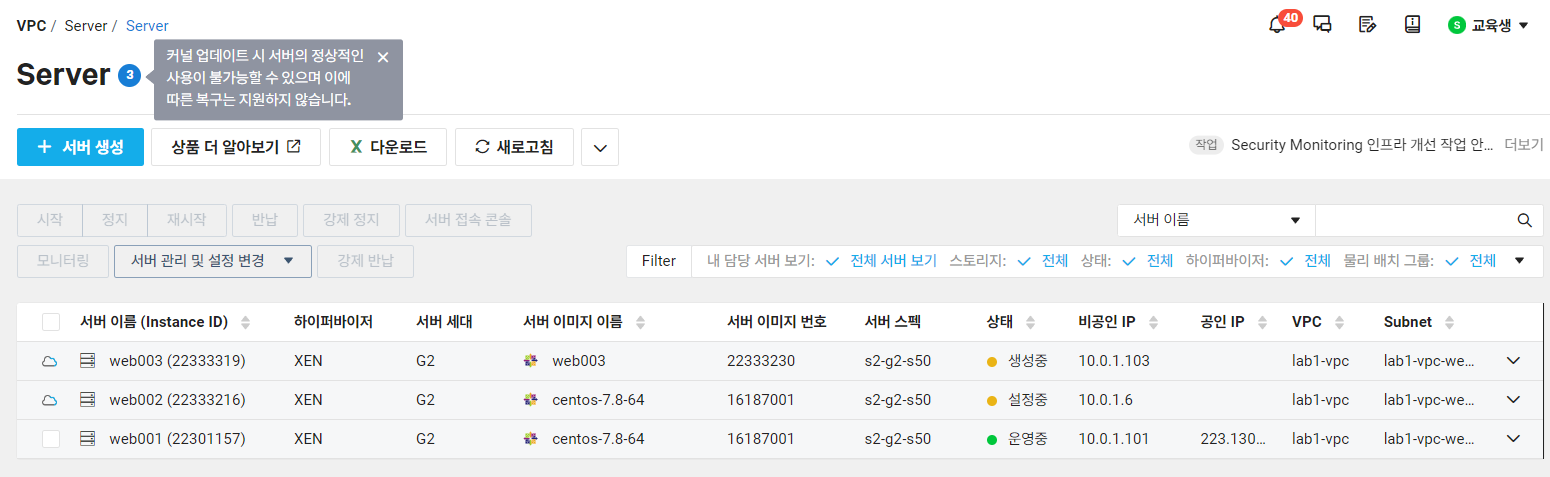 VPC / Server / Server
40
S 교육생
Server 3
커널 업데이트 시 서버의 정상적인
사용이 불가능할 수 있으며 이에
따른 복구는 지원하지 않습니다.
+ 서버 생성 상품 더 알아보기 X 다운로드 새로고침
작업 Security Monitoring 인프라 개선 작업 안... 더보기
시작 정지 재시작 반납 강제 정지 서버 접속 콘솔
서버 이름
모니터링 서버 관리 및 설정 변경 강제 반납
Filter 내 담당 서버 보기: 전체 서버 보기 스토리지: 전체 상태: 전체 하이퍼바이저: 전체 물리 배치 그룹: 전체
서버 이름 (Instance ID) 하이퍼바이저 서버 세대 서버 이미지 이름 서버 이미지 번호 서버 스펙 상태 비공인 IP 공인 IP VPC Subnet
web003 (22333319) XEN G2 web003 22333230 s2-g2-s50 생성중 10.0.1.103 lab1-vpc lab1-vpc-we...
web002 (22333216) XEN G2 centos-7.8-64 16187001 s2-g2-s50 설정중 10.0.1.6 lab1-vpc lab1-vpc-we...
web001 (22301157) XEN G2 centos-7.8-64 16187001 s2-g2-s50 운영중 10.0.1.101 223.130... lab1-vpc lab1-vpc-we...